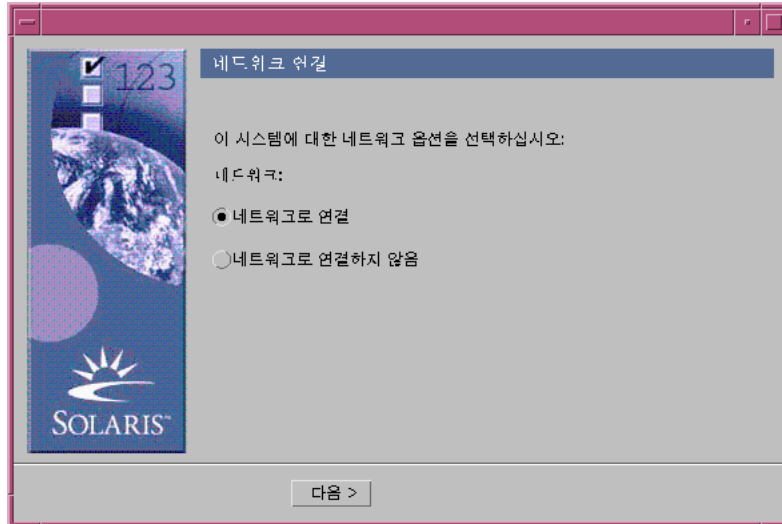 123
SOLARIS™
네트워크 연결
이 시스템에 대한 네트워크 옵션을 선택하십시오:
네트워크:
네트워크로 연결
네트워크로 연결하지 않음
다음 >